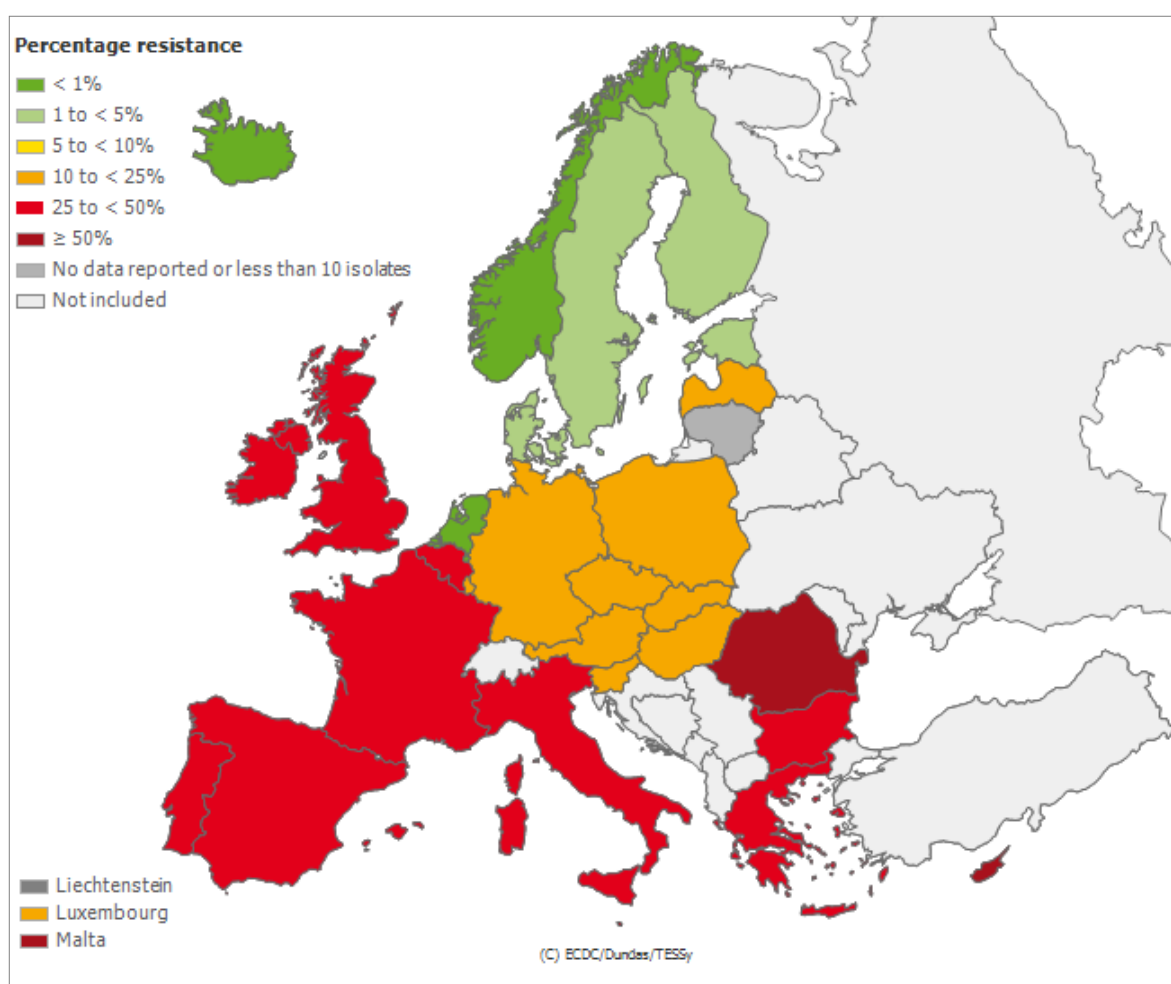 Percentage resistance
< 1%
1 to < 5%
5 to < 10%
10 to < 25%
25 to < 50%
≥ 50%
No data reported or less than 10 isolates
Not included
Liechtenstein
Luxembourg
Malta
(C) ECDC/Dundas/TESSy